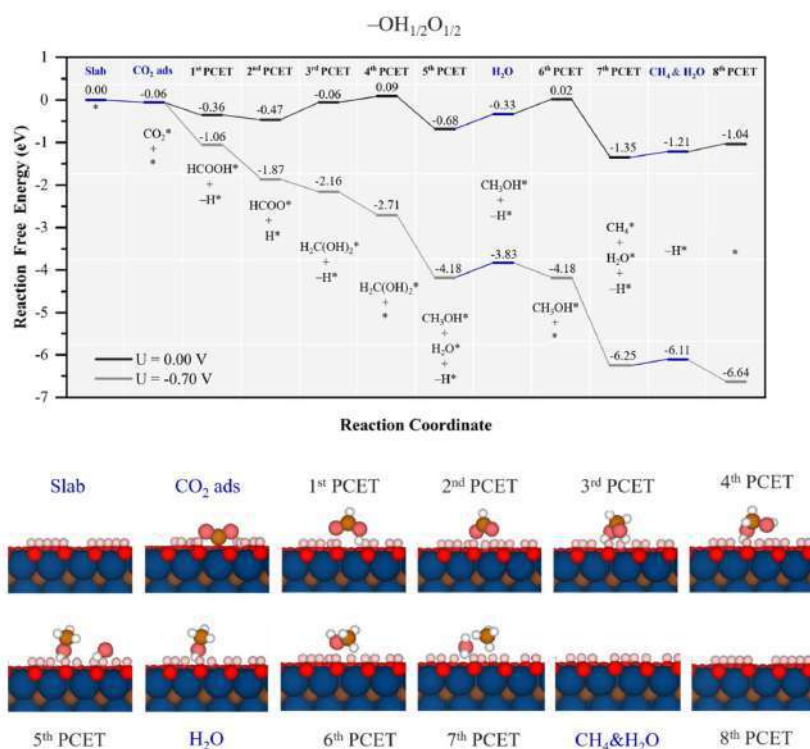 –OH1/2O1/2
Slab CO2 ads 1st PCET 2nd PCET 3rd PCET 4th PCET 5th PCET H2O 6th PCET 7th PCET CH4 & H2O 8th PCET
Reaction Free Energy (eV)
1
0
-1
-2
-3
-4
-5
-6
-7
0.00 -0.06 -0.36 -0.47 -0.06 0.09 -0.68 -0.33 0.02 -1.35 -1.21 -1.04
-1.06 -1.87 -2.16 -2.71 -4.18 -3.83 -4.18 -6.25 -6.11 -6.64
*
CO2*
+
*
HCOOH*
+
–H*
HCOO*
+
H*
H2C(OH)2*
+
–H*
H2C(OH)2*
+
*
CH3OH*
+
H2O*
+
–H*
CH3OH*
+
–H*
CH3OH*
+
*
CH4*
+
H2O*
+
–H*
–H*
*
U = 0.00 V
U = -0.70 V
Reaction Coordinate
Slab CO2 ads 1st PCET 2nd PCET 3rd PCET 4th PCET
5th PCET H2O 6th PCET 7th PCET CH4&H2O 8th PCET